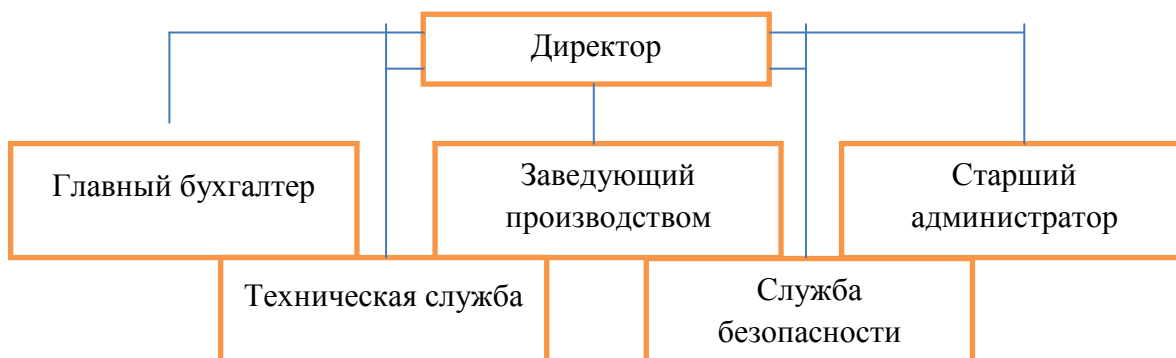 Директор
Главный бухгалтер
Заведующий
производством
Старший
администратор
Техническая служба
Служба
безопасности